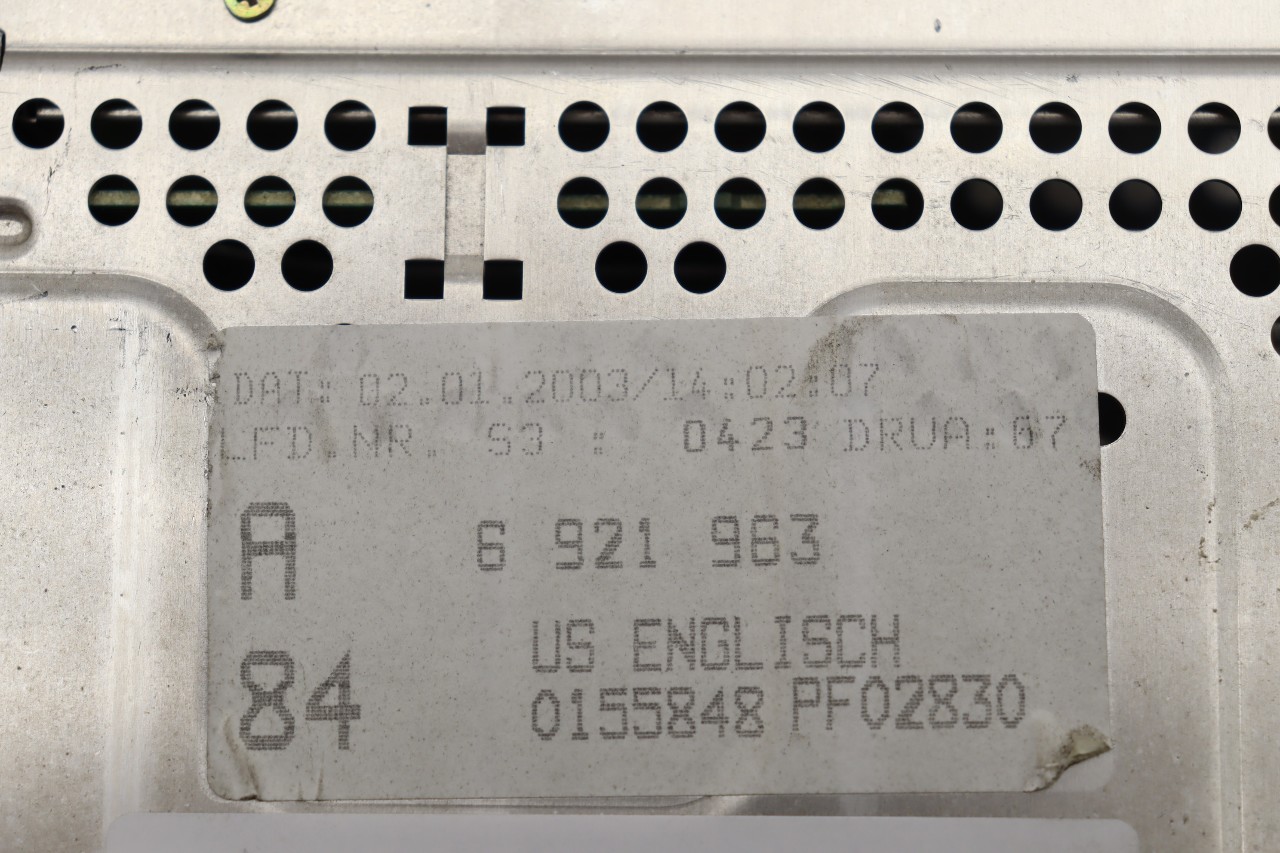 DAT: 02.01.2003/14:02:07
LFD.NR. S3 : 0423 DRVA:07
A 6 921 963
US ENGLISCH
84 0155848 PF02830